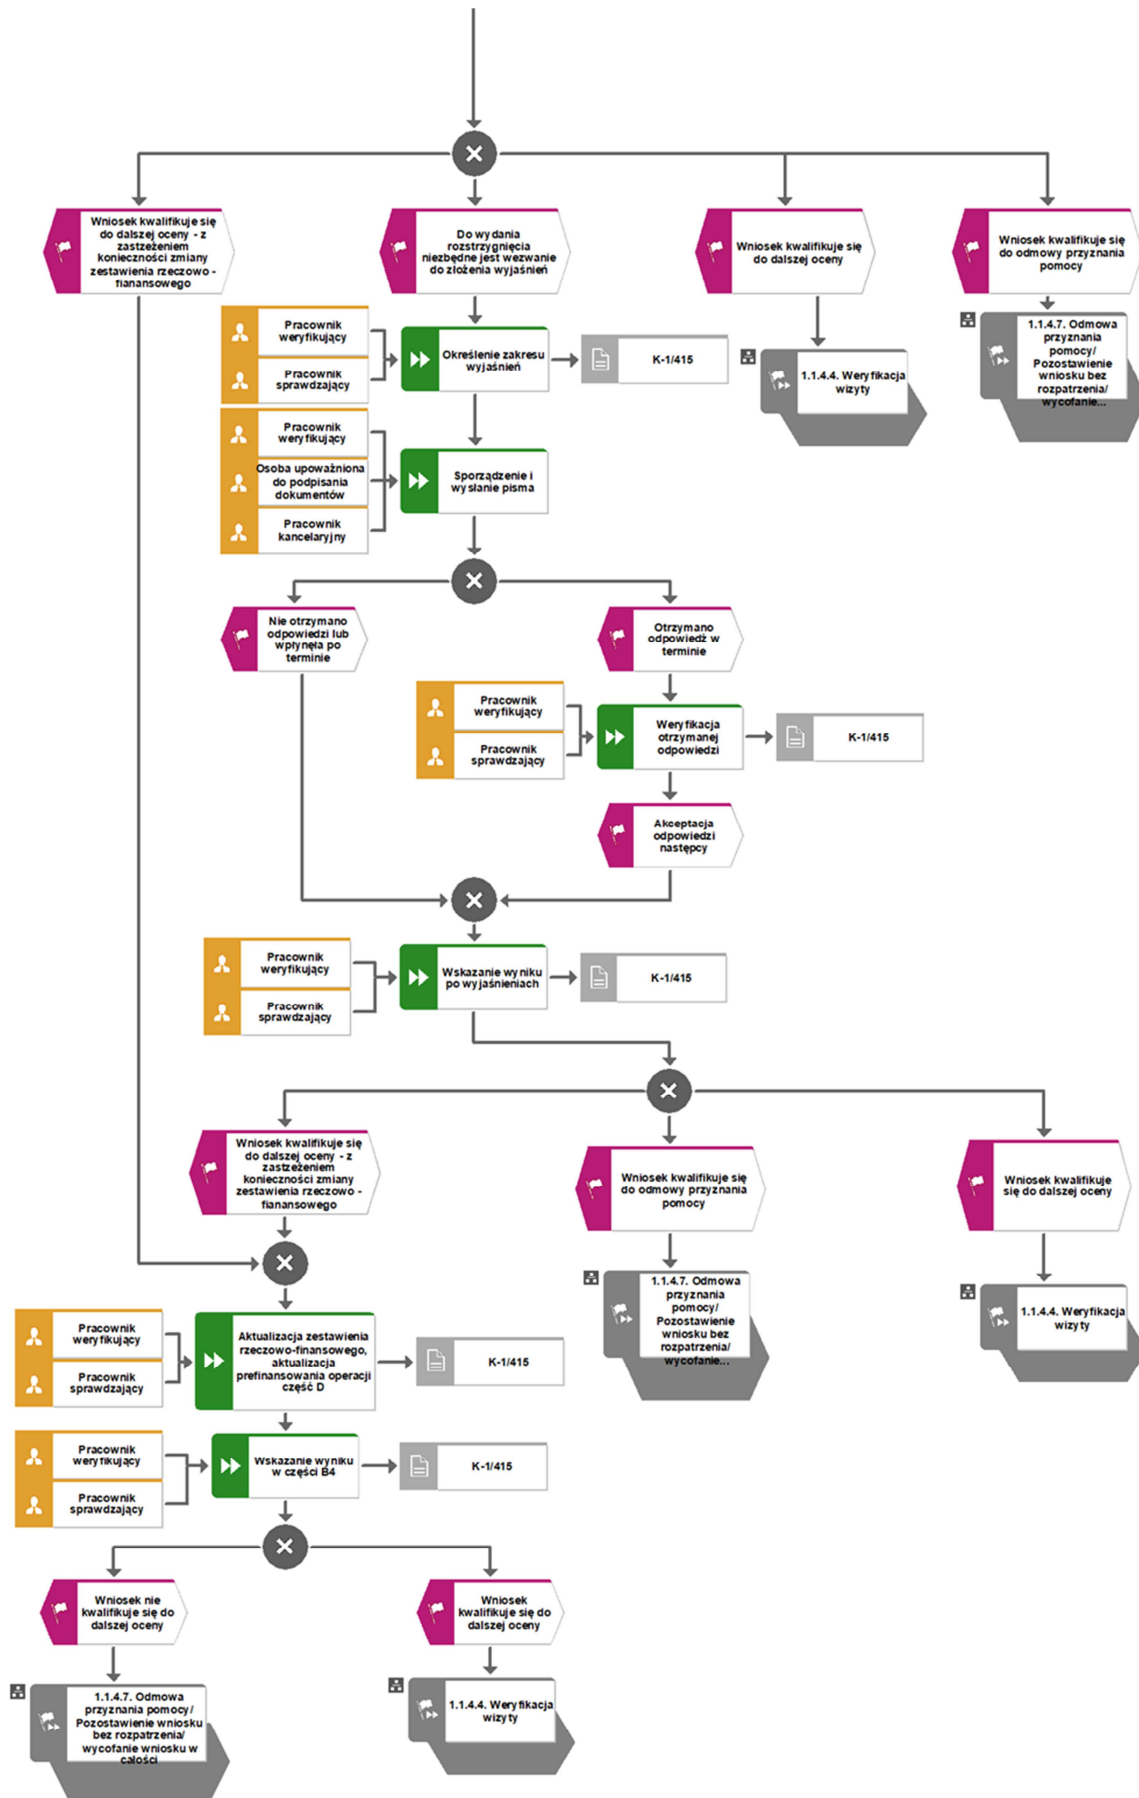 Wniosek kwalifikuje się
do dalszej oceny - z
zastzeżeniem
konieczności zmiany
zestawienia rzeczowo -
fianansowego
Do wydania
rozstrzygnięcia
niezbędne jest wezwanie
do złożenia wyjaśnień
Wniosek kwalifikuje się
do dalszej oceny
Wniosek kwalifikuje się
do odmowy przyznania
pomocy
Pracownik
weryfikujący
Pracownik
sprawdzający
Określenie zakresu
wyjaśnień
K-1/415
1.1.4.4. Weryfikacja
wizyty
1.1.4.7. Odmowa
przyznania
pomocy/
Pozostawienie
wniosku bez
rozpatrzenia/
wycofanie...
Pracownik
weryfikujący
Osoba upoważniona
do podpisania
dokumentów
Pracownik
kancelaryjny
Sporządzenie i
wysłanie pisma
Nie otrzymano
odpowiedzi lub
wpłynęła po
terminie
Otrzymano
odpowiedź w
terminie
Pracownik
weryfikujący
Pracownik
sprawdzający
Weryfikacja
otrzymanej
odpowiedzi
K-1/415
Akceptacja
odpowiedzi
następcy
Pracownik
weryfikujący
Pracownik
sprawdzający
Wskazanie wyniku
po wyjaśnieniach
K-1/415
Wniosek kwalifikuje się
do dalszej oceny - z
zastzeżeniem
konieczności zmiany
zestawienia rzeczowo -
fianansowego
Wniosek kwalifikuje się
do odmowy przyznania
pomocy
Wniosek kwalifikuje
się do dalszej oceny
1.1.4.7. Odmowa
przyznania
pomocy/
Pozostawienie
wniosku bez
rozpatrzenia/
wycofanie...
1.1.4.4. Weryfikacja
wizyty
Pracownik
weryfikujący
Pracownik
sprawdzający
Aktualizacja zestawienia
rzeczowo-finansowego,
aktualizacja
prefinansowania operacji
część D
K-1/415
Pracownik
weryfikujący
Pracownik
sprawdzający
Wskazanie wyniku
w części B4
K-1/415
Wniosek nie
kwalifikuje się do
dalszej oceny
Wniosek
kwalifikuje się do
dalszej oceny
1.1.4.7. Odmowa
przyznania pomocy/
Pozostawienie wniosku
bez rozpatrzenia/
wycofanie wniosku w
całości
1.1.4.4. Weryfikacja
wizyty